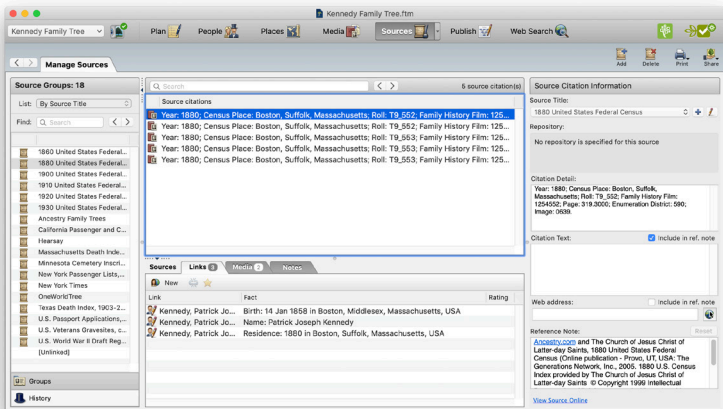 Kennedy Family Tree.ftm
Kennedy Family Tree
Plan
People
Places
Media
Sources
Publish
Web Search
Manage Sources
Add
Delete
Print
Share
Source Groups: 18
List: By Source Title
Find: Search
1860 United States Federal...
1880 United States Federal...
1900 United States Federal...
1910 United States Federal...
1920 United States Federal...
1930 United States Federal...
Ancestry Family Trees
California Passenger and C...
Hearsay
Massachusetts Death Inde...
Minnesota Cemetery Inscri...
New York Passenger Lists,...
New York Times
OneWorldTree
Texas Death Index, 1903-2...
U.S. Passport Applications,...
U.S. Veterans Gravesites, c...
U.S. World War II Draft Reg...
(Unlinked)
Groups
History
Search
5 source citation(s)
Source citations
Year: 1880; Census Place: Boston, Suffolk, Massachusetts; Roll: T9_552; Family History Film: 125...
Year: 1880; Census Place: Boston, Suffolk, Massachusetts; Roll: T9_552; Family History Film: 125...
Year: 1880; Census Place: Boston, Suffolk, Massachusetts; Roll: T9_553; Family History Film: 125...
Year: 1880; Census Place: Boston, Suffolk, Massachusetts; Roll: T9_553; Family History Film: 125...
Year: 1880; Census Place: Boston, Suffolk, Massachusetts; Roll: T9_553; Family History Film: 125...
Sources
Links 3
Media
Notes
New
Link Fact Rating
Kennedy, Patrick Jo... Birth: 14 Jan 1858 in Boston, Middlesex, Massachusetts, USA
Kennedy, Patrick Jo... Name: Patrick Joseph Kennedy
Kennedy, Patrick Jo... Residence: 1880 in Boston, Suffolk, Massachusetts, USA
Source Citation Information
Source Title:
1880 United States Federal Census
Repository:
No repository is specified for this source
Citation Detail:
Year: 1880; Census Place: Boston, Suffolk,
Massachusetts; Roll: T9_552; Family History Film:
1254552; Page: 319.3000; Enumeration District: 590;
Image: 0639.
Citation Text: Include in ref. note
Web address: Include in ref. note
Reference Note: Reset
Ancestry.com and The Church of Jesus Christ of
Latter-day Saints, 1880 United States Federal
Census (Online publication - Provo, UT, USA: The
Generations Network, Inc., 2005. 1880 U.S. Census
Index provided by The Church of Jesus Christ of
Latter-day Saints © Copyright 1999 Intellectual
View Source Online